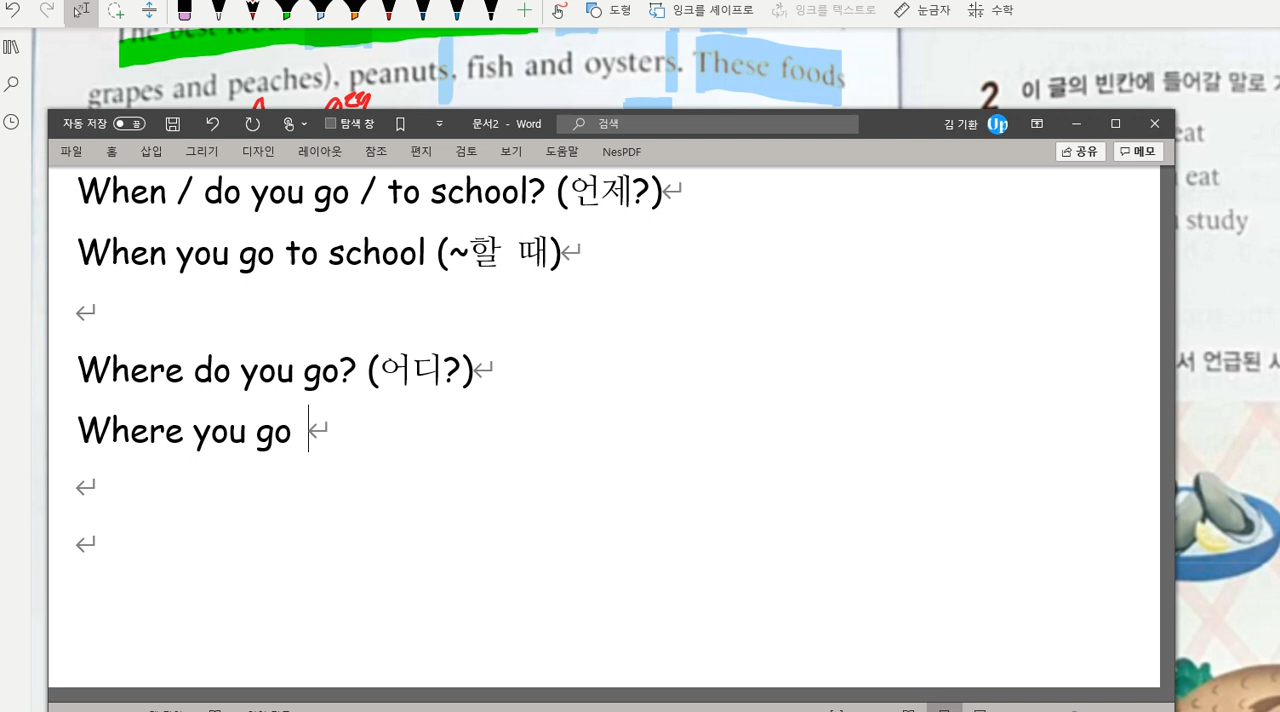 도형 잉크를 셰이프로 잉크를 텍스트로 눈금자 수학
The best foods
grapes and peaches), peanuts, fish and oysters. These foods
2 이 글의 빈칸에 들어갈 말로
자동 저장 끔 탐색 창 문서2 - Word 검색 김 기환
파일 홈 삽입 그리기 디자인 레이아웃 참조 편지 검토 보기 도움말 NesPDF 공유 메모
eat
When / do you go / to school? (언제?)
eat
study
When you go to school (~할 때)
Where do you go? (어디?)
서 언급된
Where you go